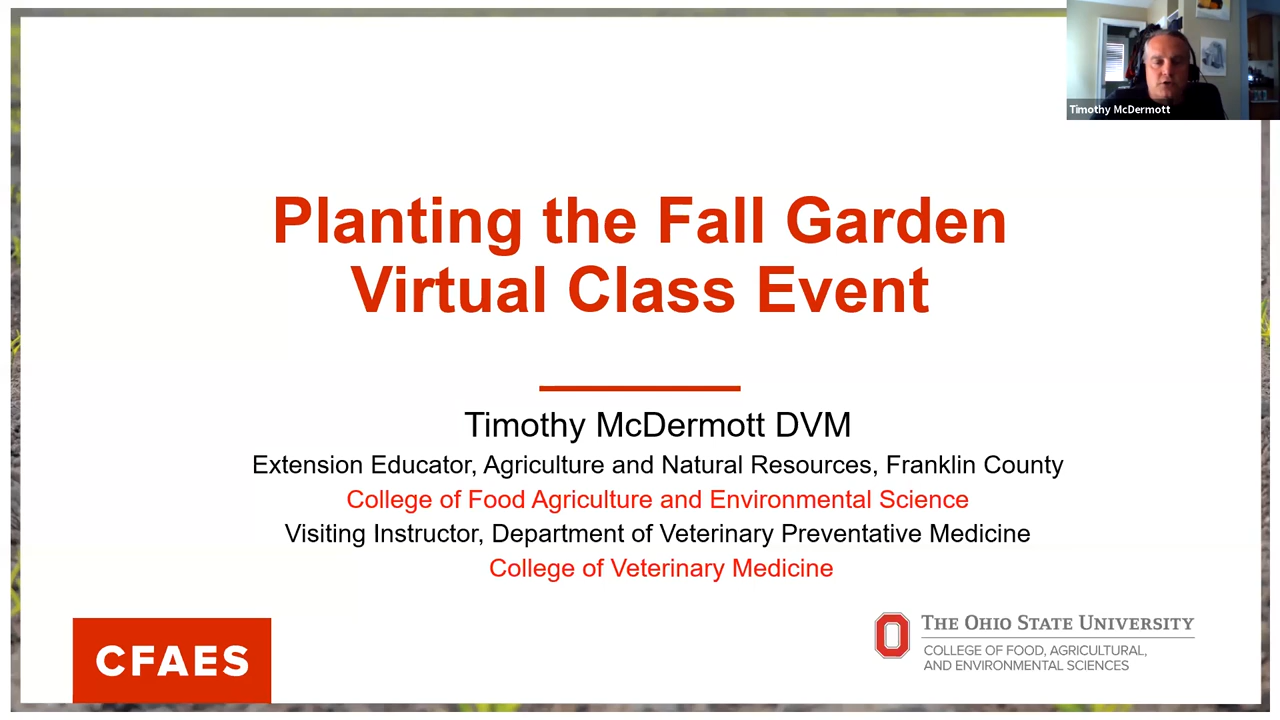 Timothy McDermott
Planting the Fall Garden
Virtual Class Event
Timothy McDermott DVM
Extension Educator, Agriculture and Natural Resources, Franklin County
College of Food Agriculture and Environmental Science
Visiting Instructor, Department of Veterinary Preventative Medicine
College of Veterinary Medicine
CFAES
THE OHIO STATE UNIVERSITY
COLLEGE OF FOOD, AGRICULTURAL,
AND ENVIRONMENTAL SCIENCES